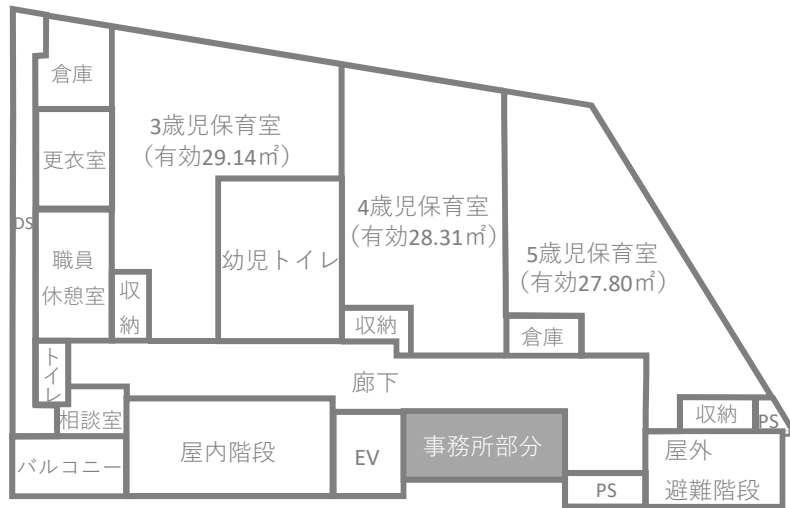 倉庫
更衣室
DS
職員
休憩室
収
納
3歳児保育室
（有効29.14㎡）
幼児トイレ
4歳児保育室
（有効28.31㎡）
収納
5歳児保育室
（有効27.80㎡）
倉庫
トイレ
廊下
相談室
バルコニー
屋内階段
EV
事務所部分
PS
収納
PS
屋外
避難階段